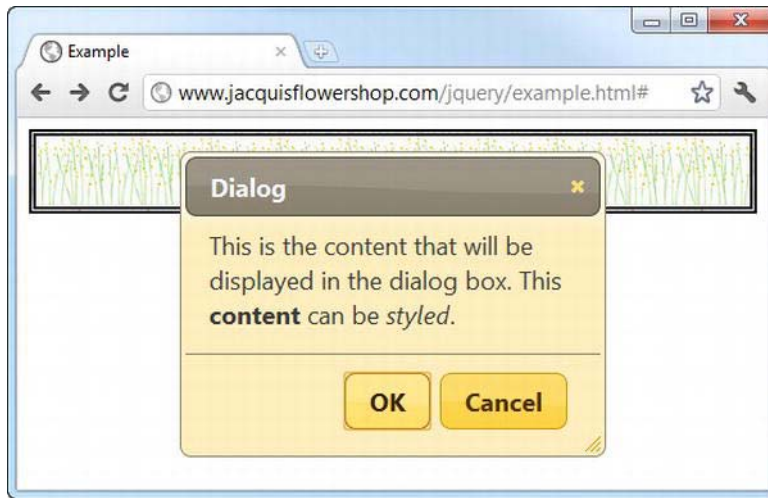 Example
www.jacquisflowershop.com/jquery/example.html#
Dialog
This is the content that will be
displayed in the dialog box. This
content can be styled.
OK
Cancel